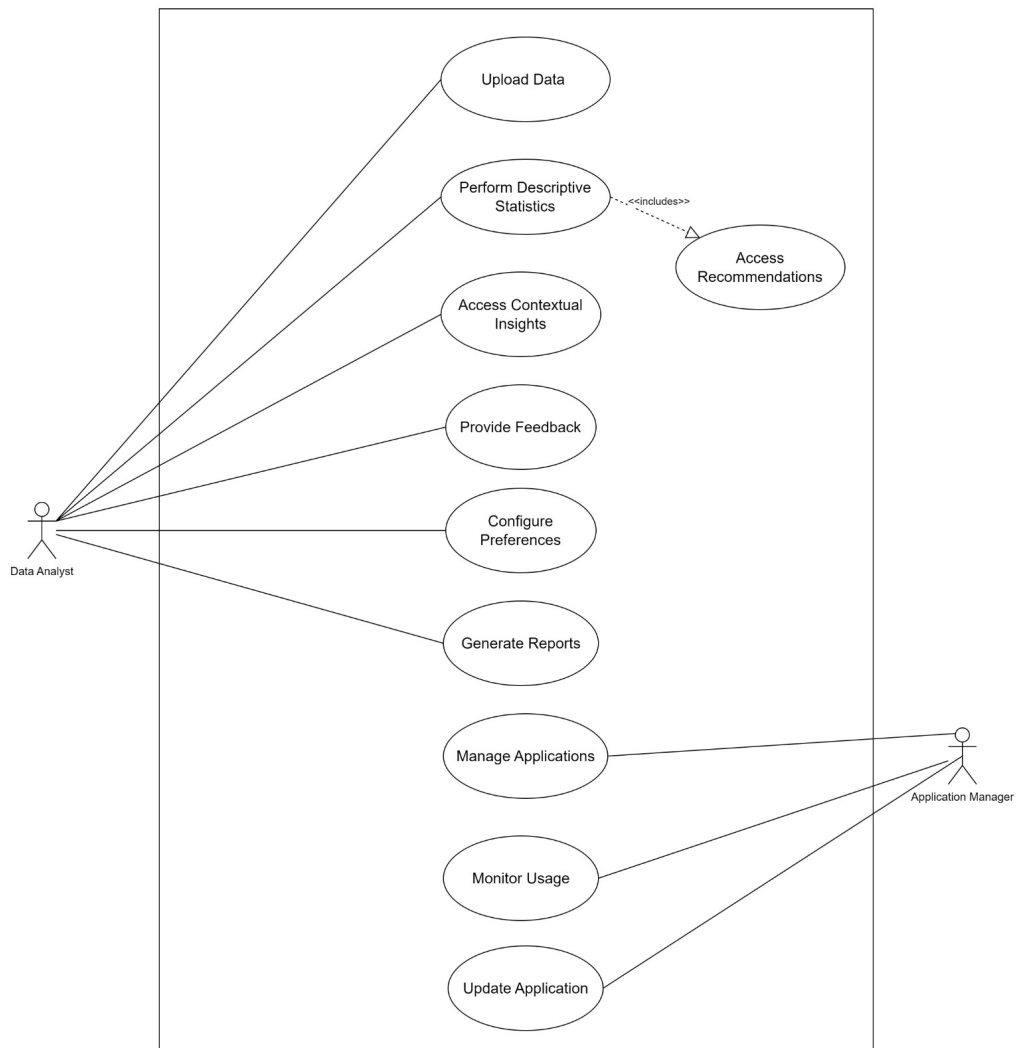 Upload Data
Perform Descriptive
Statistics
<<includes>>
Access
Recommendations
Access Contextual
Insights
Provide Feedback
Configure
Preferences
Data Analyst
Generate Reports
Manage Applications
Application Manager
Monitor Usage
Update Application